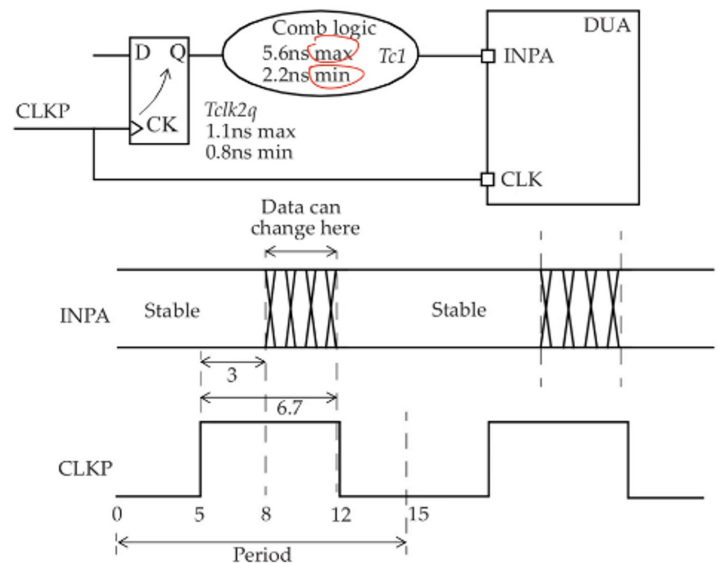 Comb logic
5.6ns max
2.2ns min
Tc1
DUA
D Q
INPA
CLKP
CK
Tclk2q
1.1ns max
0.8ns min
CLK
Data can
change here
INPA
Stable
Stable
3
6.7
CLKP
0 5 8 12 15
Period